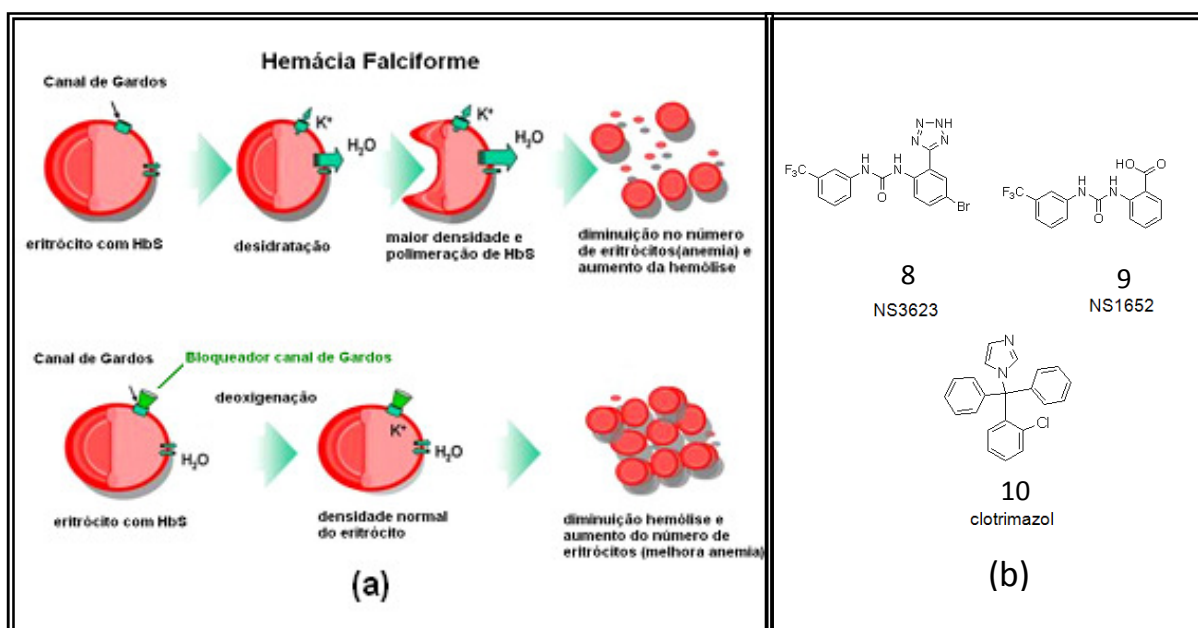 Hemácia Falciforme
Canal de Gardos
K⁺
H₂O
K⁺
H₂O
eritrócito com HbS
desidratação
maior densidade e
polimeração de HbS
diminuição no número
de eritrócitos(anemia) e
aumento da hemólise
Canal de Gardos
Bloqueador canal de Gardos
deoxigenação
H₂O
K⁺
H₂O
eritrócito com HbS
densidade normal
do eritrócito
diminuição hemólise e
aumento do número de
eritrócitos (melhora anemia)
(a)
N NH
N N
F₃C
H H
N N
O
Br
8
NS3623
HO O
F₃C
H H
N N
O
9
NS1652
N
N
Cl
10
clotrimazol
(b)